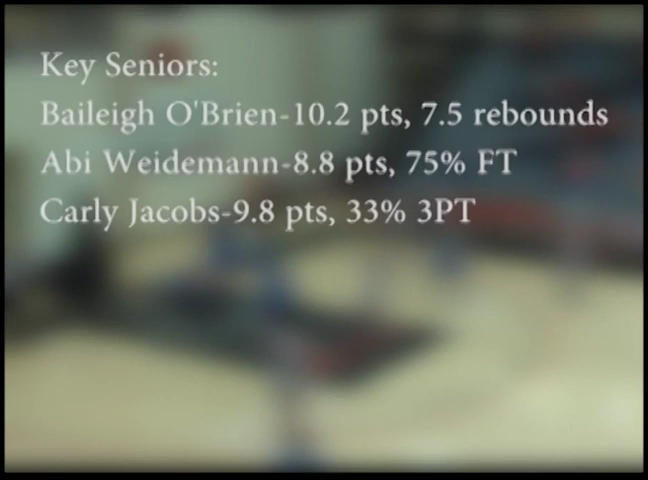 Key Seniors:
Baileigh O'Brien-10.2 pts, 7.5 rebounds
Abi Weidemann-8.8 pts, 75% FT
Carly Jacobs-9.8 pts, 33% 3PT